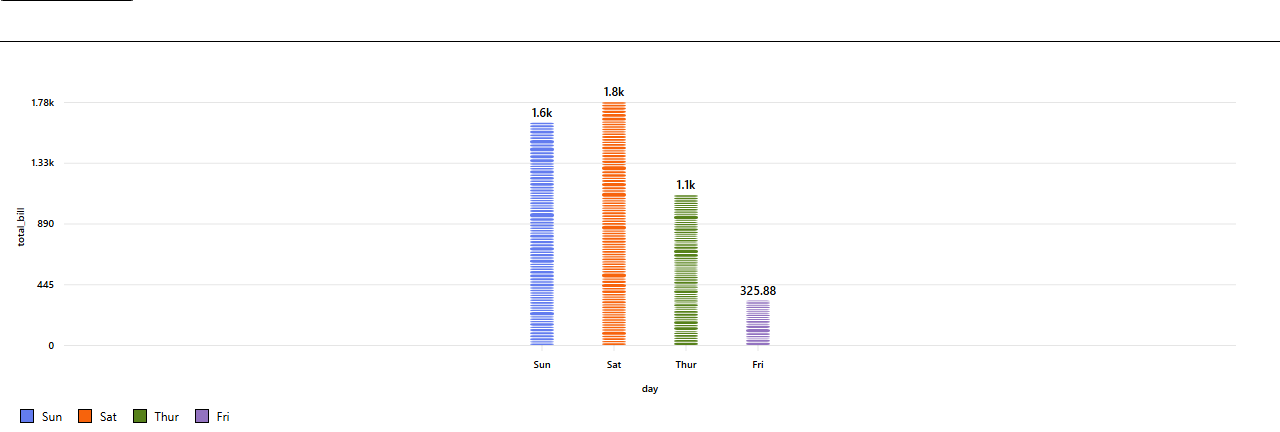 1.8k
1.78k
1.6k
1.33k
1.1k
890
total_bill
445
325.88
0
Sun Sat Thur Fri
day
Sun Sat Thur Fri